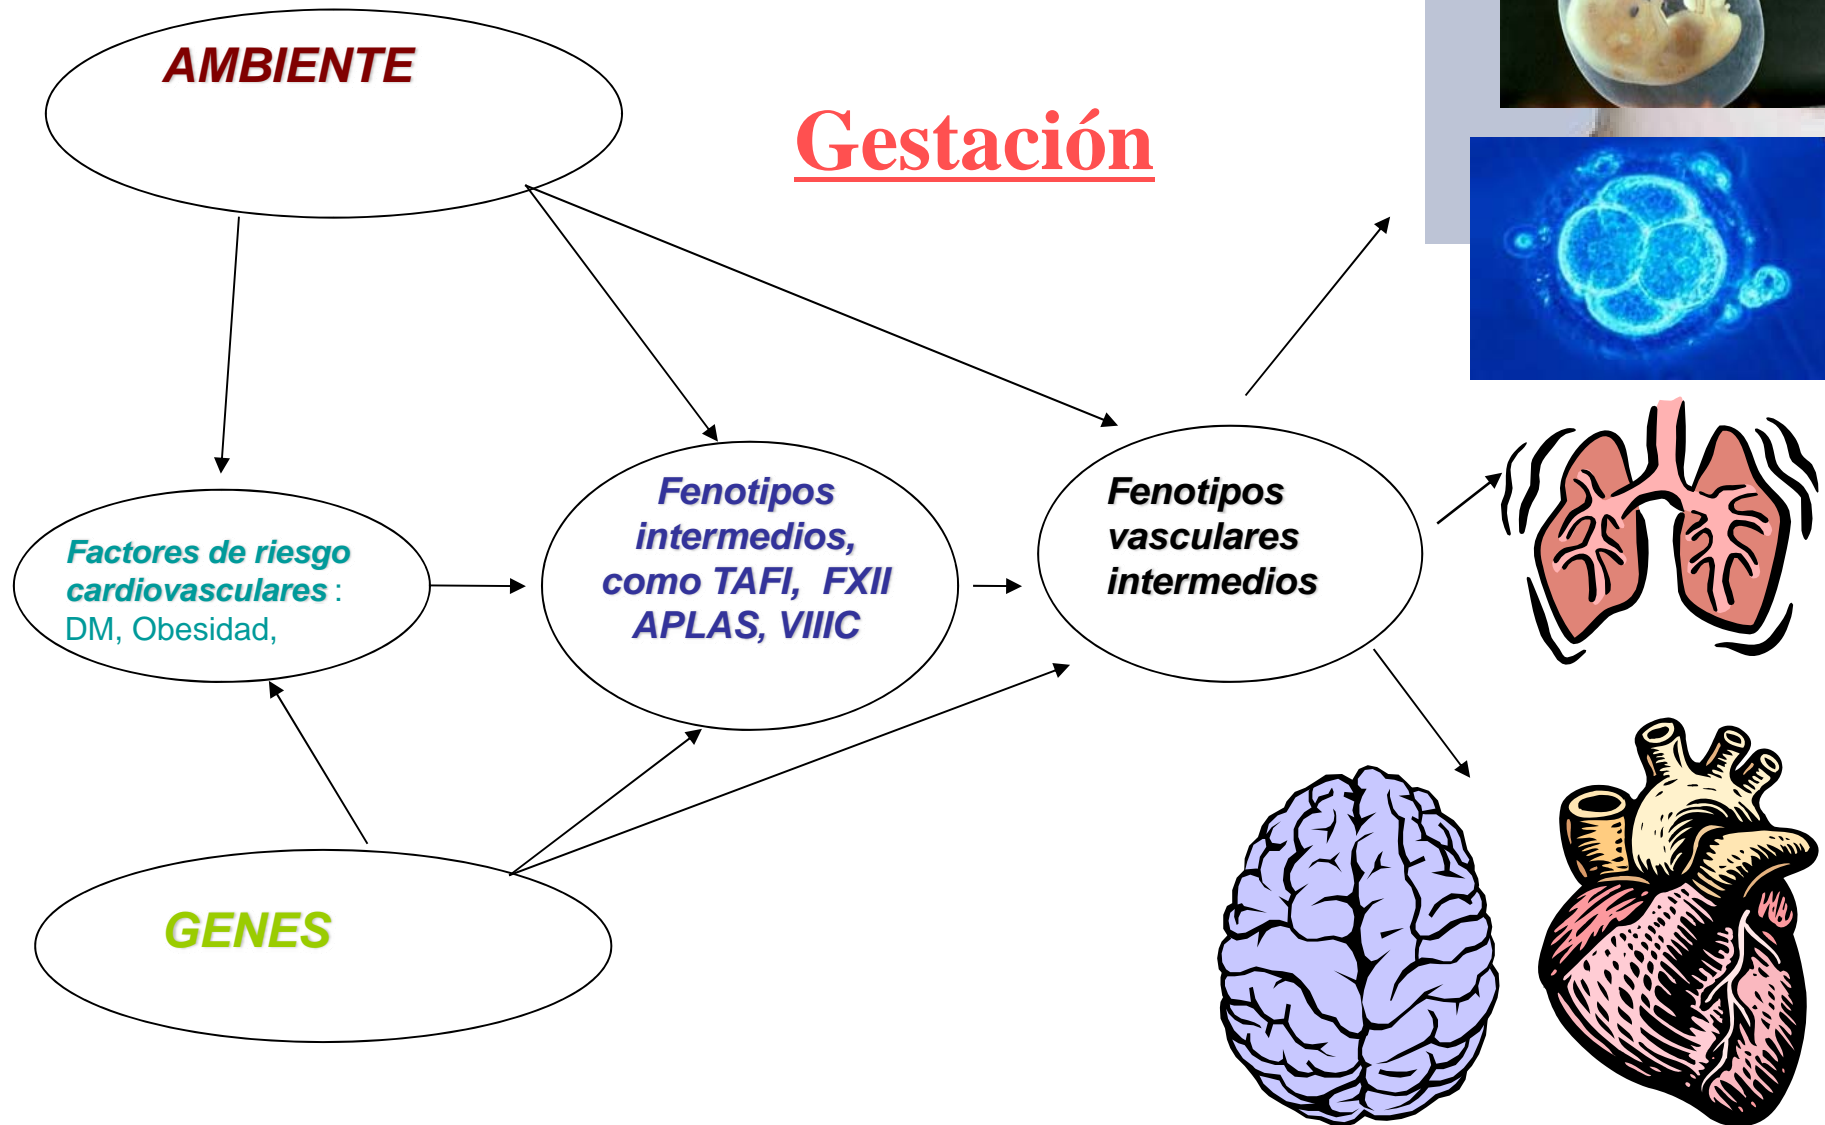 AMBIENTE
Gestación
Factores de riesgo
cardiovasculares :
DM, Obesidad,
Fenotipos
intermedios,
como TAFI, FXII
APLAS, VIIIC
Fenotipos
vasculares
intermedios
GENES